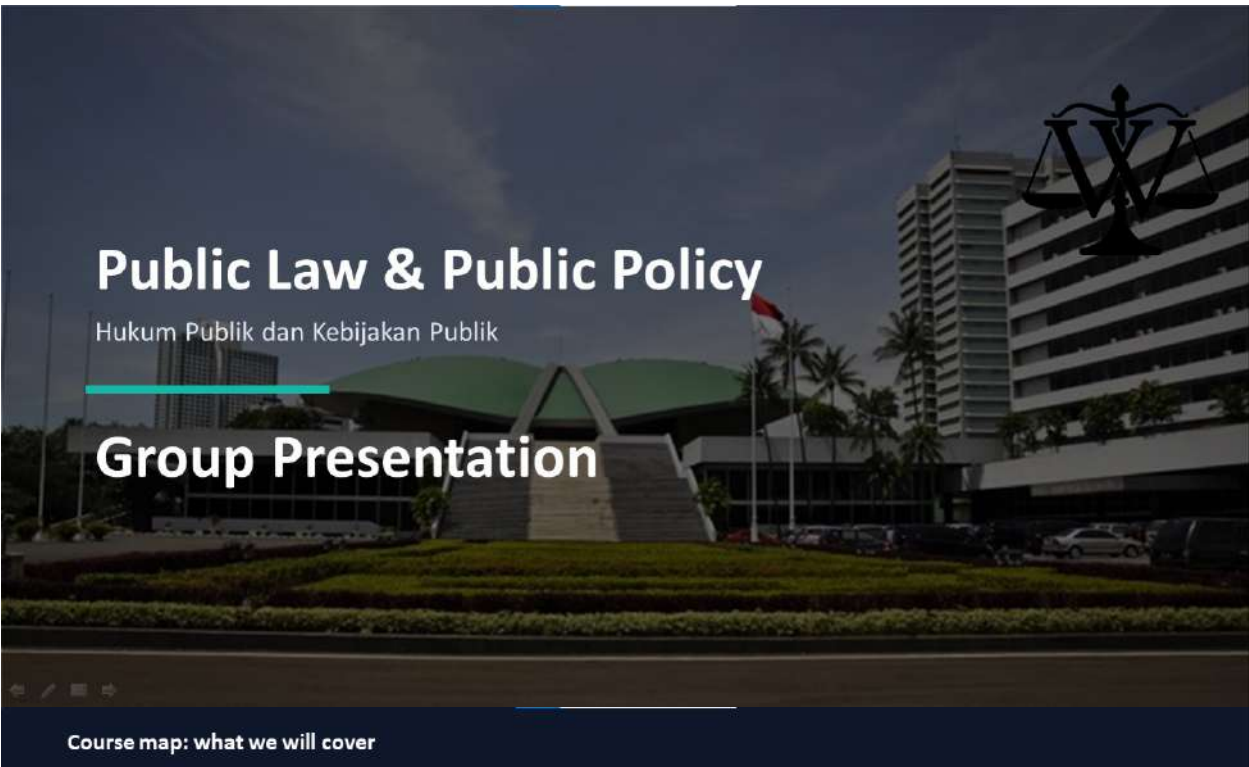 Public Law & Public Policy
Hukum Publik dan Kebijakan Publik
Group Presentation
Course map: what we will cover